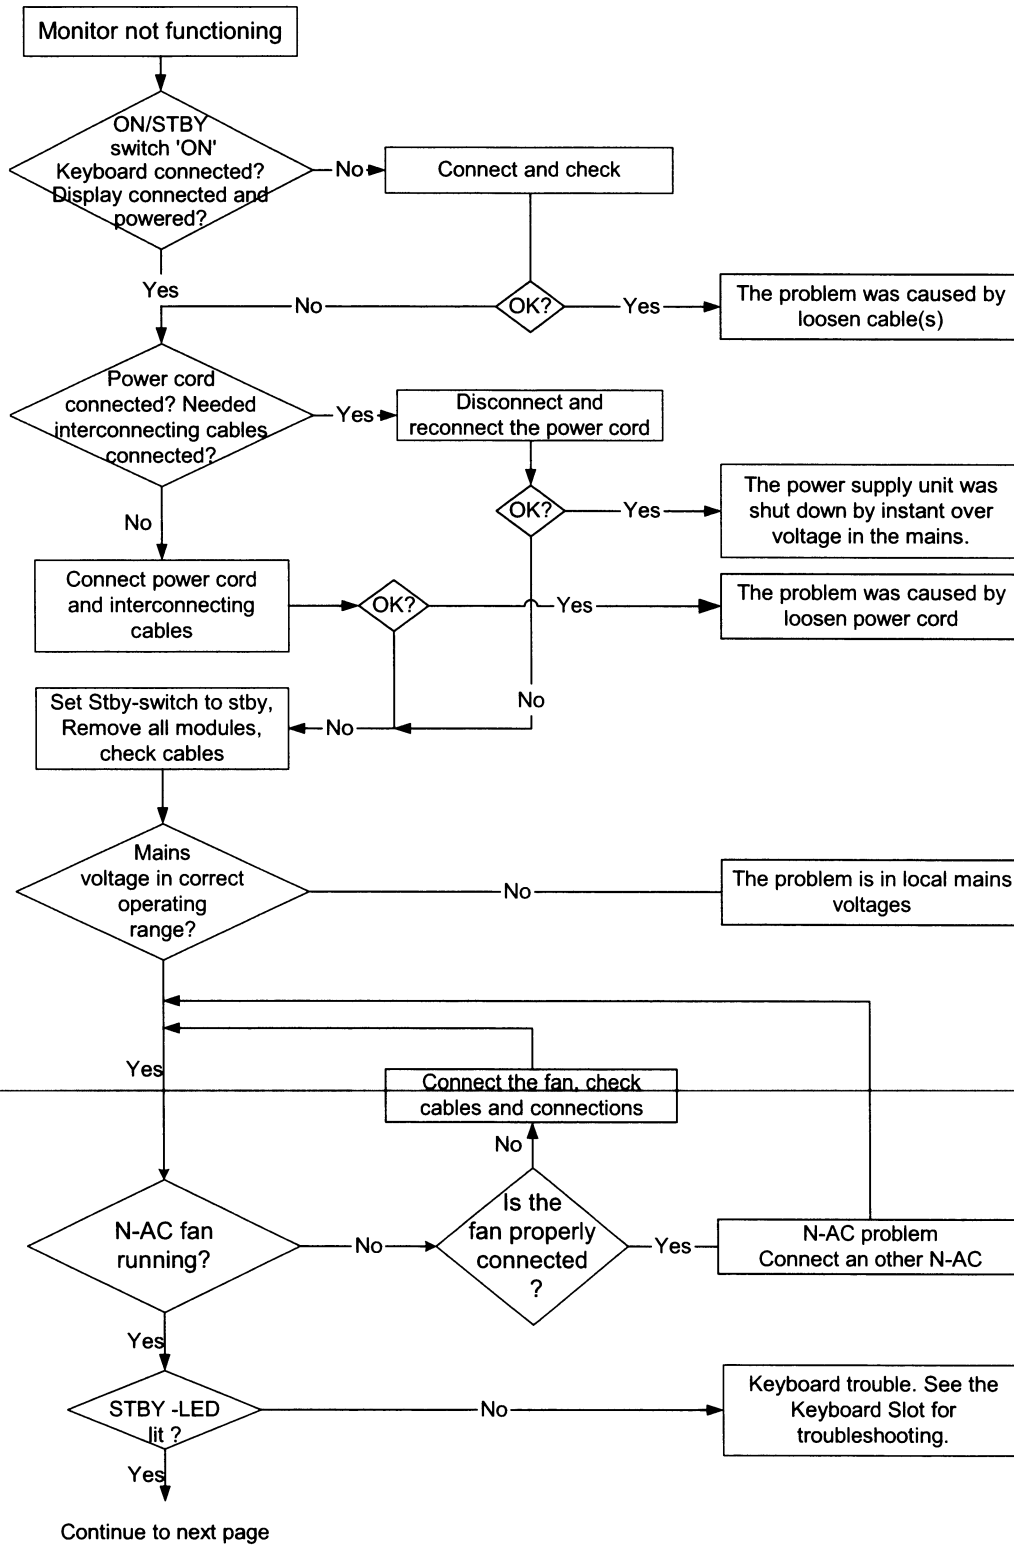 Monitor not functioning
ON/STBY
switch 'ON'
Keyboard connected?
Display connected and
powered?
No
Connect and check
Yes
No
OK?
Yes
The problem was caused by
loosen cable(s)
Power cord
connected? Needed
interconnecting cables
connected?
Yes
Disconnect and
reconnect the power cord
No
OK?
Yes
The power supply unit was
shut down by instant over
voltage in the mains.
Connect power cord
and interconnecting
cables
OK?
Yes
The problem was caused by
loosen power cord
No
Set Stby-switch to stby,
Remove all modules,
check cables
No
Mains
voltage in correct
operating
range?
No
The problem is in local mains
voltages
Yes
Connect the fan, check
cables and connections
No
N-AC fan
running?
No
Is the
fan properly
connected
?
Yes
N-AC problem
Connect an other N-AC
Yes
STBY -LED
lit ?
No
Keyboard trouble. See the
Keyboard Slot for
troubleshooting.
Yes
Continue to next page